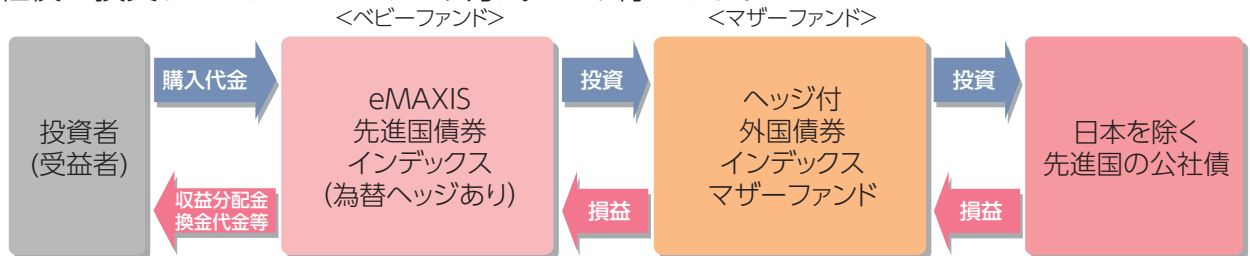 <ベビーファンド>
<マザーファンド>
投資者
(受益者)
購入代金
収益分配金
換金代金等
eMAXIS
先進国債券
インデックス
(為替ヘッジあり)
投資
損益
ヘッジ付
外国債券
インデックス
マザーファンド
投資
損益
日本を除く
先進国の公社債